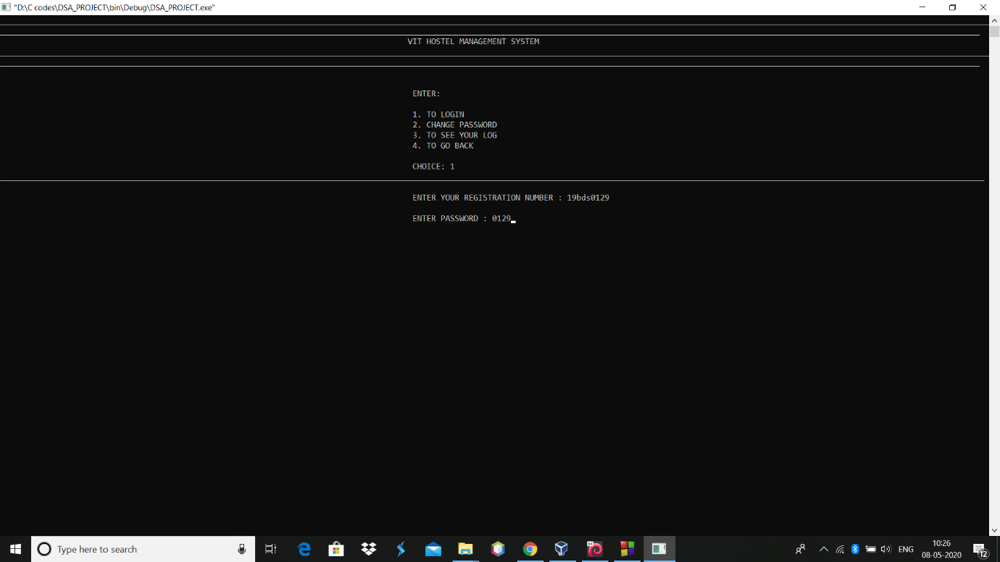 "D:\C codes\DSA_PROJECT\bin\Debug\DSA_PROJECT.exe"
VIT HOSTEL MANAGEMENT SYSTEM
ENTER:
1. TO LOGIN
2. CHANGE PASSWORD
3. TO SEE YOUR LOG
4. TO GO BACK
CHOICE: 1
ENTER YOUR REGISTRATION NUMBER : 19bds0129
ENTER PASSWORD : 0129
Type here to search
ENG
10:26
08-05-2020
12